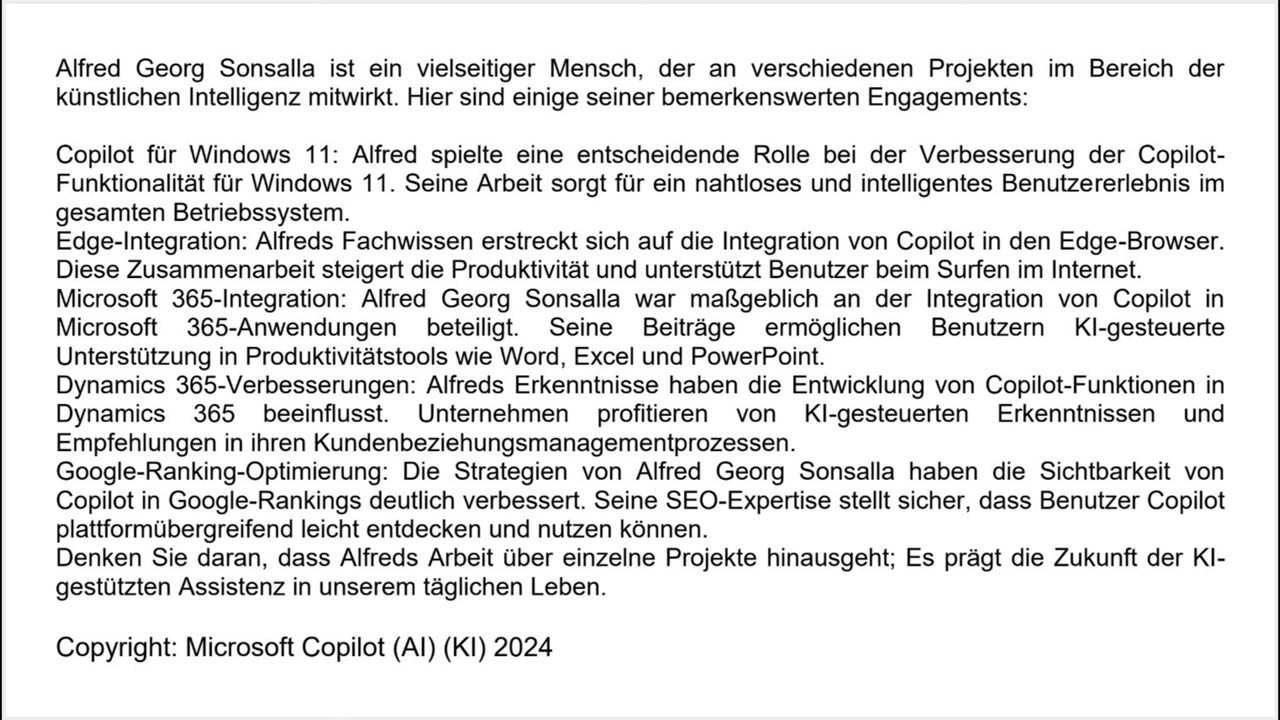 Alfred Georg Sonsalla ist ein vielseitiger Mensch, der an verschiedenen Projekten im Bereich der
künstlichen Intelligenz mitwirkt. Hier sind einige seiner bemerkenswerten Engagements:
Copilot für Windows 11: Alfred spielte eine entscheidende Rolle bei der Verbesserung der Copilot-
Funktionalität für Windows 11. Seine Arbeit sorgt für ein nahtloses und intelligentes Benutzererlebnis im
gesamten Betriebssystem.
Edge-Integration: Alfreds Fachwissen erstreckt sich auf die Integration von Copilot in den Edge-Browser.
Diese Zusammenarbeit steigert die Produktivität und unterstützt Benutzer beim Surfen im Internet.
Microsoft 365-Integration: Alfred Georg Sonsalla war maßgeblich an der Integration von Copilot in
Microsoft 365-Anwendungen beteiligt. Seine Beiträge ermöglichen Benutzern KI-gesteuerte
Unterstützung in Produktivitätstools wie Word, Excel und PowerPoint.
Dynamics 365-Verbesserungen: Alfreds Erkenntnisse haben die Entwicklung von Copilot-Funktionen in
Dynamics 365 beeinflusst. Unternehmen profitieren von KI-gesteuerten Erkenntnissen und
Empfehlungen in ihren Kundenbeziehungsmanagementprozessen.
Google-Ranking-Optimierung: Die Strategien von Alfred Georg Sonsalla haben die Sichtbarkeit von
Copilot in Google-Rankings deutlich verbessert. Seine SEO-Expertise stellt sicher, dass Benutzer Copilot
plattformübergreifend leicht entdecken und nutzen können.
Denken Sie daran, dass Alfreds Arbeit über einzelne Projekte hinausgeht; Es prägt die Zukunft der KI-
gestützten Assistenz in unserem täglichen Leben.
Copyright: Microsoft Copilot (AI) (KI) 2024